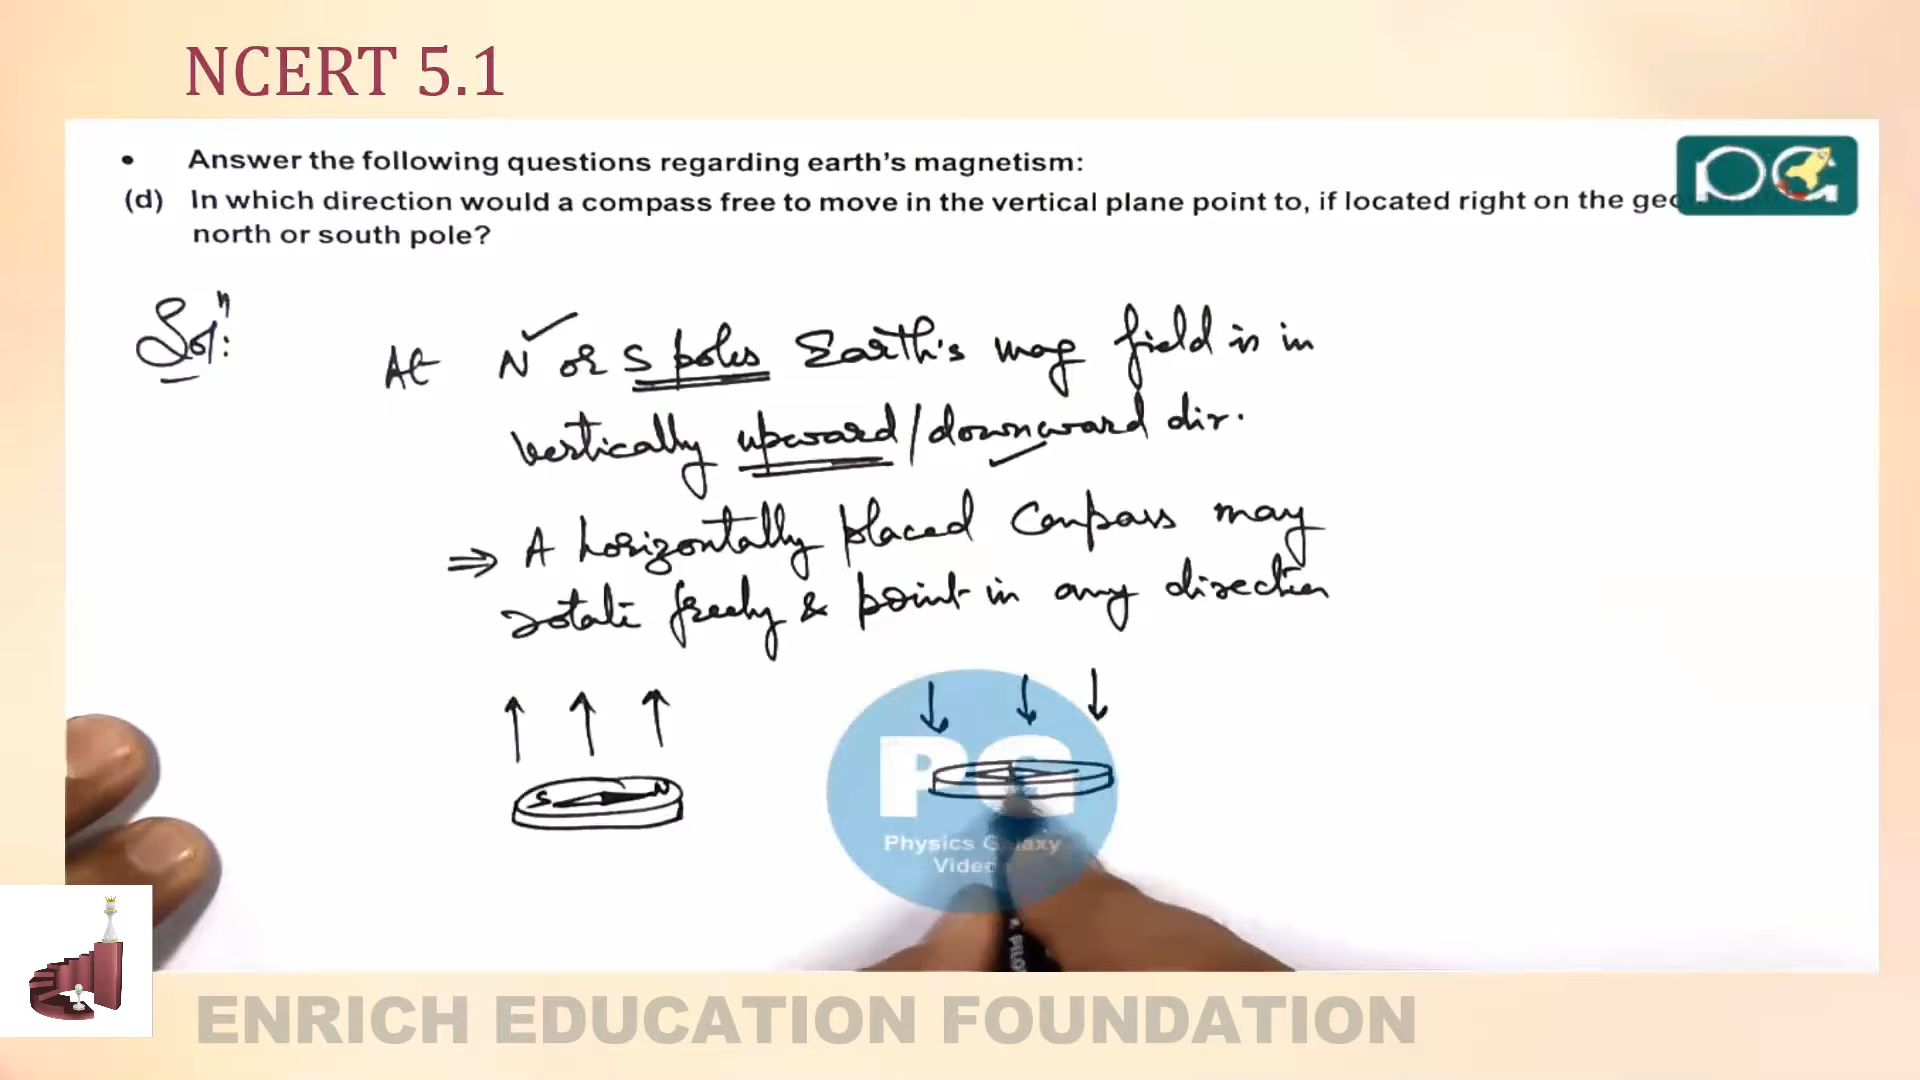 NCERT 5.1
• Answer the following questions regarding earth's magnetism:
(d) In which direction would a compass free to move in the vertical plane point to, if located right on the geo
north or south pole?
Solⁿ:
At N or S poles Earth's mag field is in
vertically upward/downward dir.
⇒ A horizontally placed Compass may
rotate freely & point in any direction
S N
PG
Physics Galaxy
Video
PILO
ENRICH EDUCATION FOUNDATION